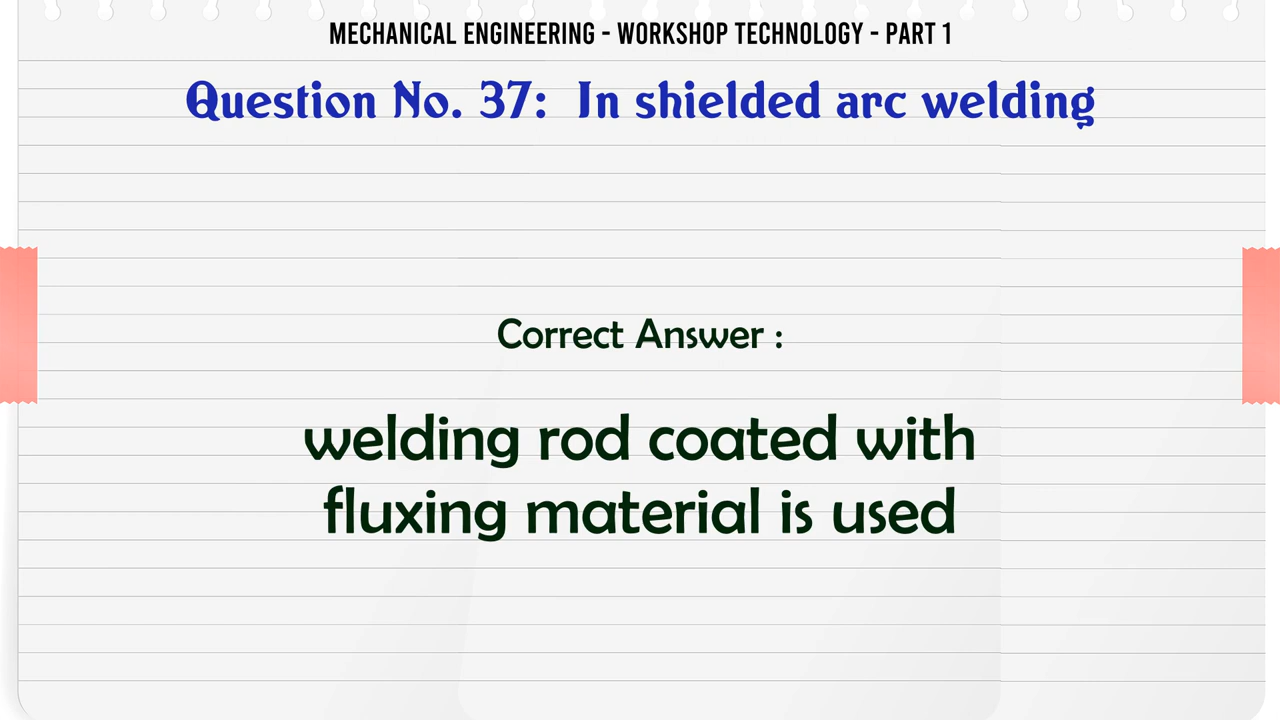 MECHANICAL ENGINEERING - WORKSHOP TECHNOLOGY - PART 1
Question No. 37: In shielded arc welding
Correct Answer :
welding rod coated with
fluxing material is used